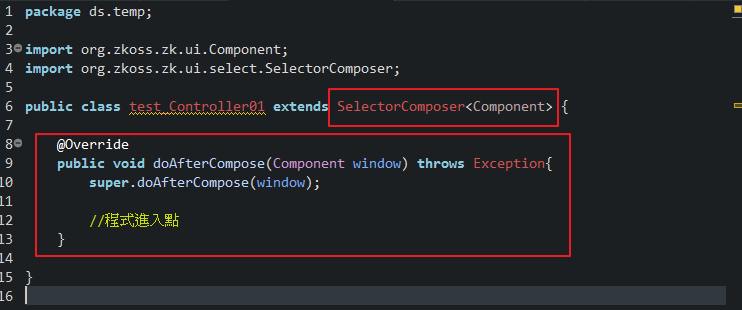 1 package ds.temp;
2
3 import org.zkoss.zk.ui.Component;
4 import org.zkoss.zk.ui.select.SelectorComposer;
5
6 public class test_Controller01 extends SelectorComposer<Component> {
7
8 @Override
9 public void doAfterCompose(Component window) throws Exception{
10 super.doAfterCompose(window);
11
12 //程式進入點
13 }
14
15 }
16